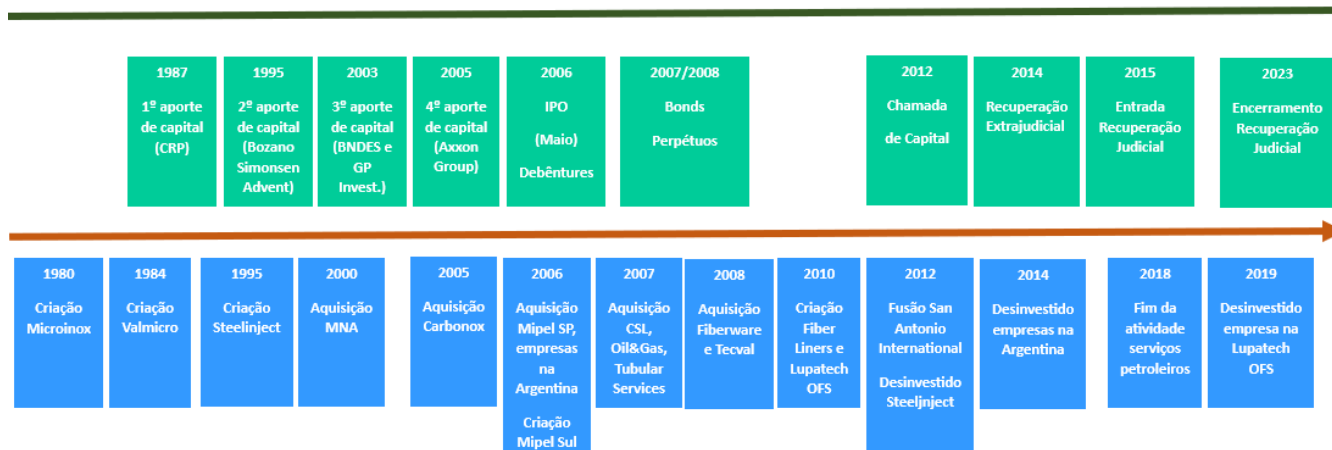 1987
1º aporte
de capital
(CRP)
1995
2º aporte
de capital
(Bozano
Simonsen
Advent)
2003
3º aporte
de capital
(BNDES e
GP
Invest.)
2005
4º aporte
de capital
(Axxon
Group)
2006
IPO
(Maio)
Debêntures
2007/2008
Bonds
Perpétuos
2012
Chamada
de Capital
2014
Recuperação
Extrajudicial
2015
Entrada
Recuperação
Judicial
2023
Encerramento
Recuperação
Judicial
1980
Criação
Microinox
1984
Criação
Valmicro
1995
Criação
Steelinject
2000
Aquisição
MNA
2005
Aquisição
Carbonox
2006
Aquisição
Mipel SP,
empresas
na
Argentina
Criação
Mipel Sul
2007
Aquisição
CSL,
Oil&Gas,
Tubular
Services
2008
Aquisição
Fiberware
e Tecval
2010
Criação
Fiber
Liners e
Lupatech
OFS
2012
Fusão San
Antonio
International
Desinvestido
Steeljnject
2014
Desinvestido
empresas na
Argentina
2018
Fim da
atividade
serviços
petroleiros
2019
Desinvestido
empresa na
Lupatech
OFS